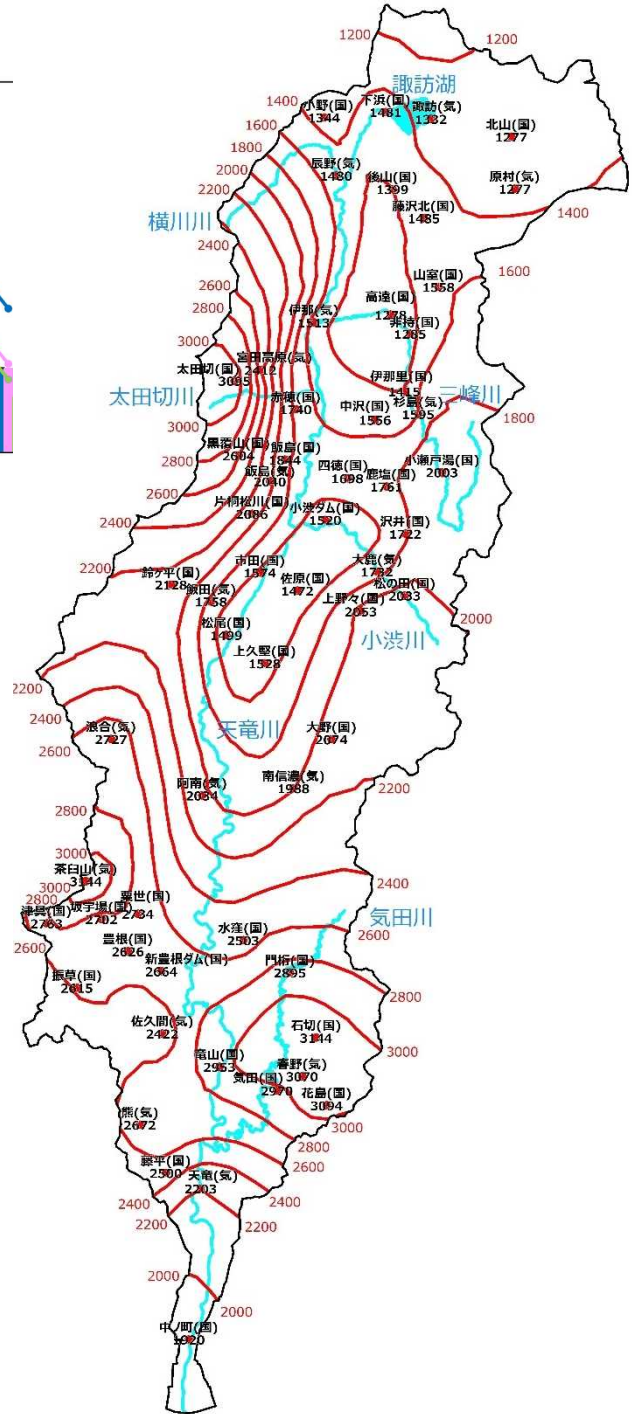 1200
1200
諏訪湖
1400
小野(国)
1344
下浜(国)
1481
諏訪(気)
1332
北山(国)
1277
1600
1800
2000
2200
辰野(気)
1480
後山(国)
1399
原村(気)
1277
藤沢北(国)
1485
1400
横川川
2400
2600
2800
3000
山室(国)
1558
1600
高遠(国)
1278
伊那(気)
1513
非持(国)
1285
宮田高原(気)
2412
太田切(国)
3095
太田切川
伊那里(国)
1415
赤穂(国)
1740
中沢(国)
1556
杉島(気)
1595
三峰川
1800
3000
2800
2600
2400
黒覆山(国)
2604
飯島(国)
1844
飯島(気)
2040
四徳(国)
1698
鹿塩(国)
1761
小瀬戸湯(国)
2003
片桐松川(国)
2086
小渋ダム(国)
1520
沢井(国)
1722
2200
鈴ヶ平(国)
2128
市田(国)
1574
大鹿(気)
1732
松の田(国)
2033
飯田(気)
1758
佐原(国)
1472
上野々(国)
2053
2000
松尾(国)
1499
小渋川
上久堅(国)
1528
2200
2400
2600
浪合(気)
2727
天竜川
大野(国)
2074
阿南(気)
2034
南信濃(気)
1988
2200
2800
3000
茶臼山(気)
3144
3000
2800
2400
津具(国)
2763
坂宇場(国)
2702
粟世(国)
2734
気田川
2600
豊根(国)
2626
水窪(国)
2503
2600
新豊根ダム(国)
2664
門桁(国)
2895
振草(国)
2615
2800
佐久間(気)
2422
石切(国)
3144
3000
竜山(国)
2953
春野(気)
3070
気田(国)
2970
花島(国)
3094
3000
熊(気)
2672
2800
2600
藤平(国)
2500
天竜(気)
2203
2400
2400
2200
2200
2000
2000
中ノ町(国)
1920